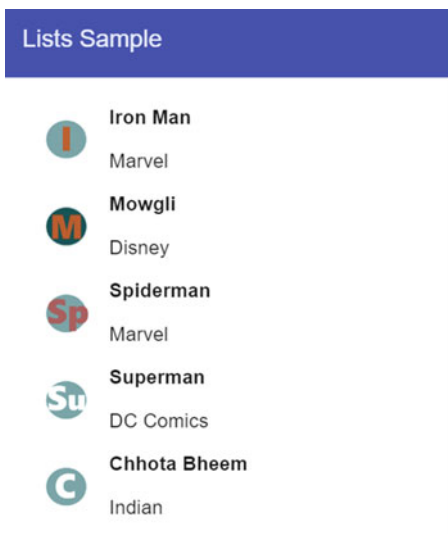 Lists Sample
I
Iron Man
Marvel
M
Mowgli
Disney
Sp
Spiderman
Marvel
Su
Superman
DC Comics
C
Chhota Bheem
Indian